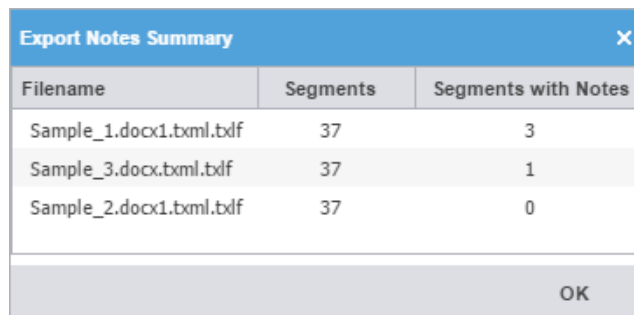 Export Notes Summary ×
Filename Segments Segments with Notes
Sample_1.docx1.txml.txlf 37 3
Sample_3.docx.txml.txlf 37 1
Sample_2.docx1.txml.txlf 37 0
OK